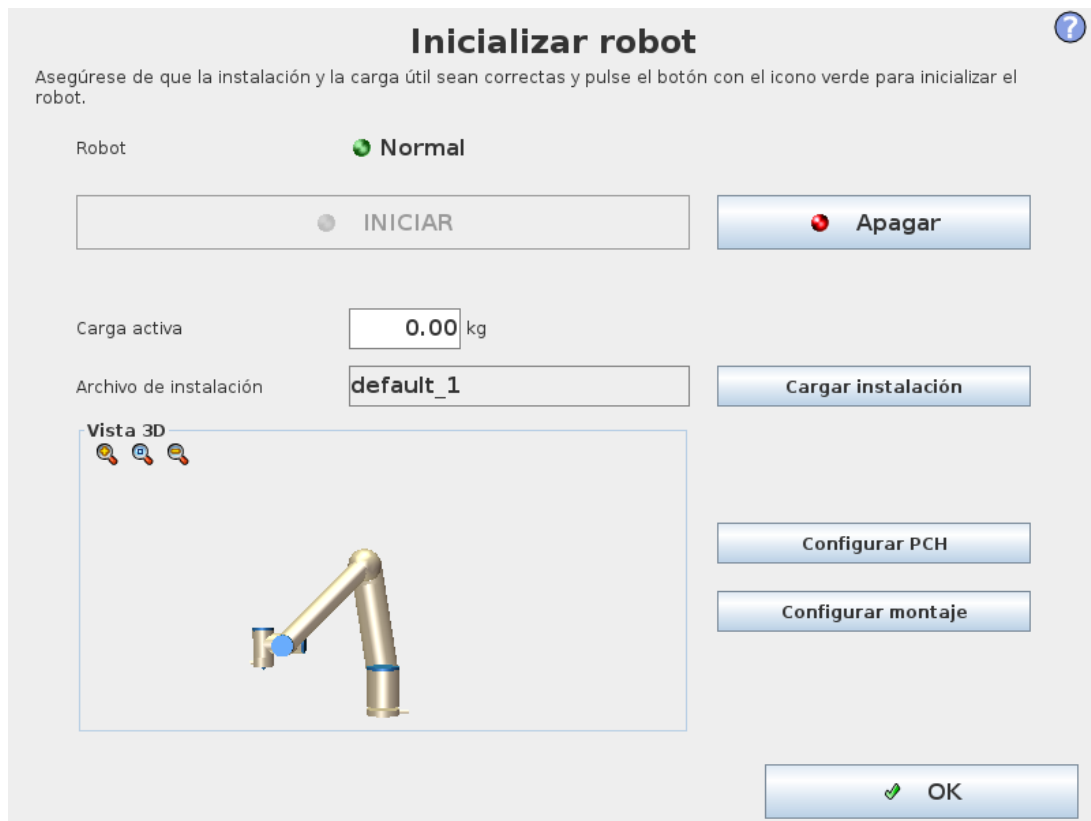 Inicializar robot
?
Asegúrese de que la instalación y la carga útil sean correctas y pulse el botón con el icono verde para inicializar el
robot.
Robot
Normal
INICIAR
Apagar
Carga activa
0.00 kg
Archivo de instalación
default_1
Cargar instalación
Vista 3D
Configurar PCH
Configurar montaje
OK